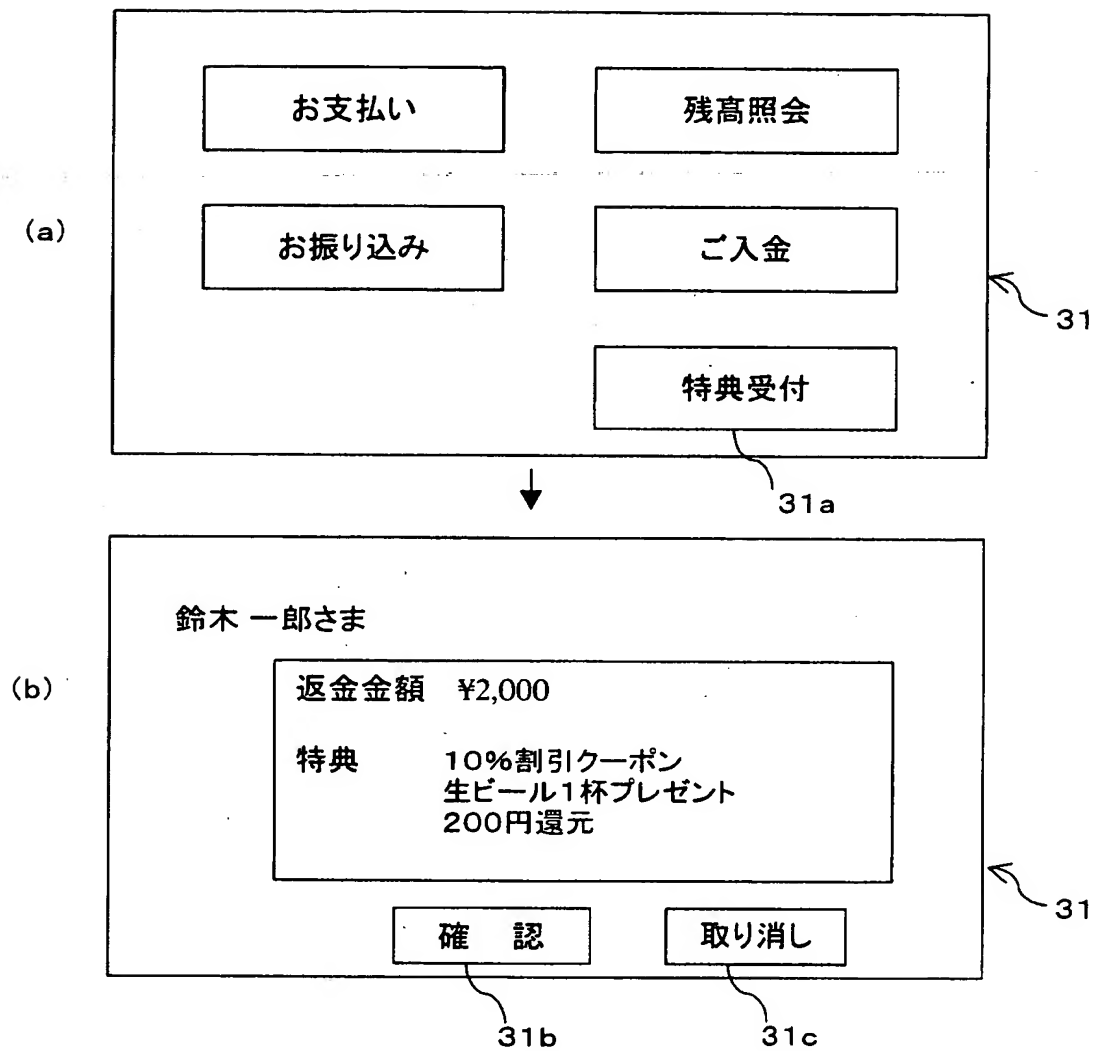 お支払い 残高照会
(a)
お振り込み ご入金
31
特典受付
31a
鈴木 一郎さま
(b)
返金金額 ¥2,000
特典 10%割引クーポン
生ビール1杯プレゼント
200円還元
31
確 認 取り消し
31b 31c